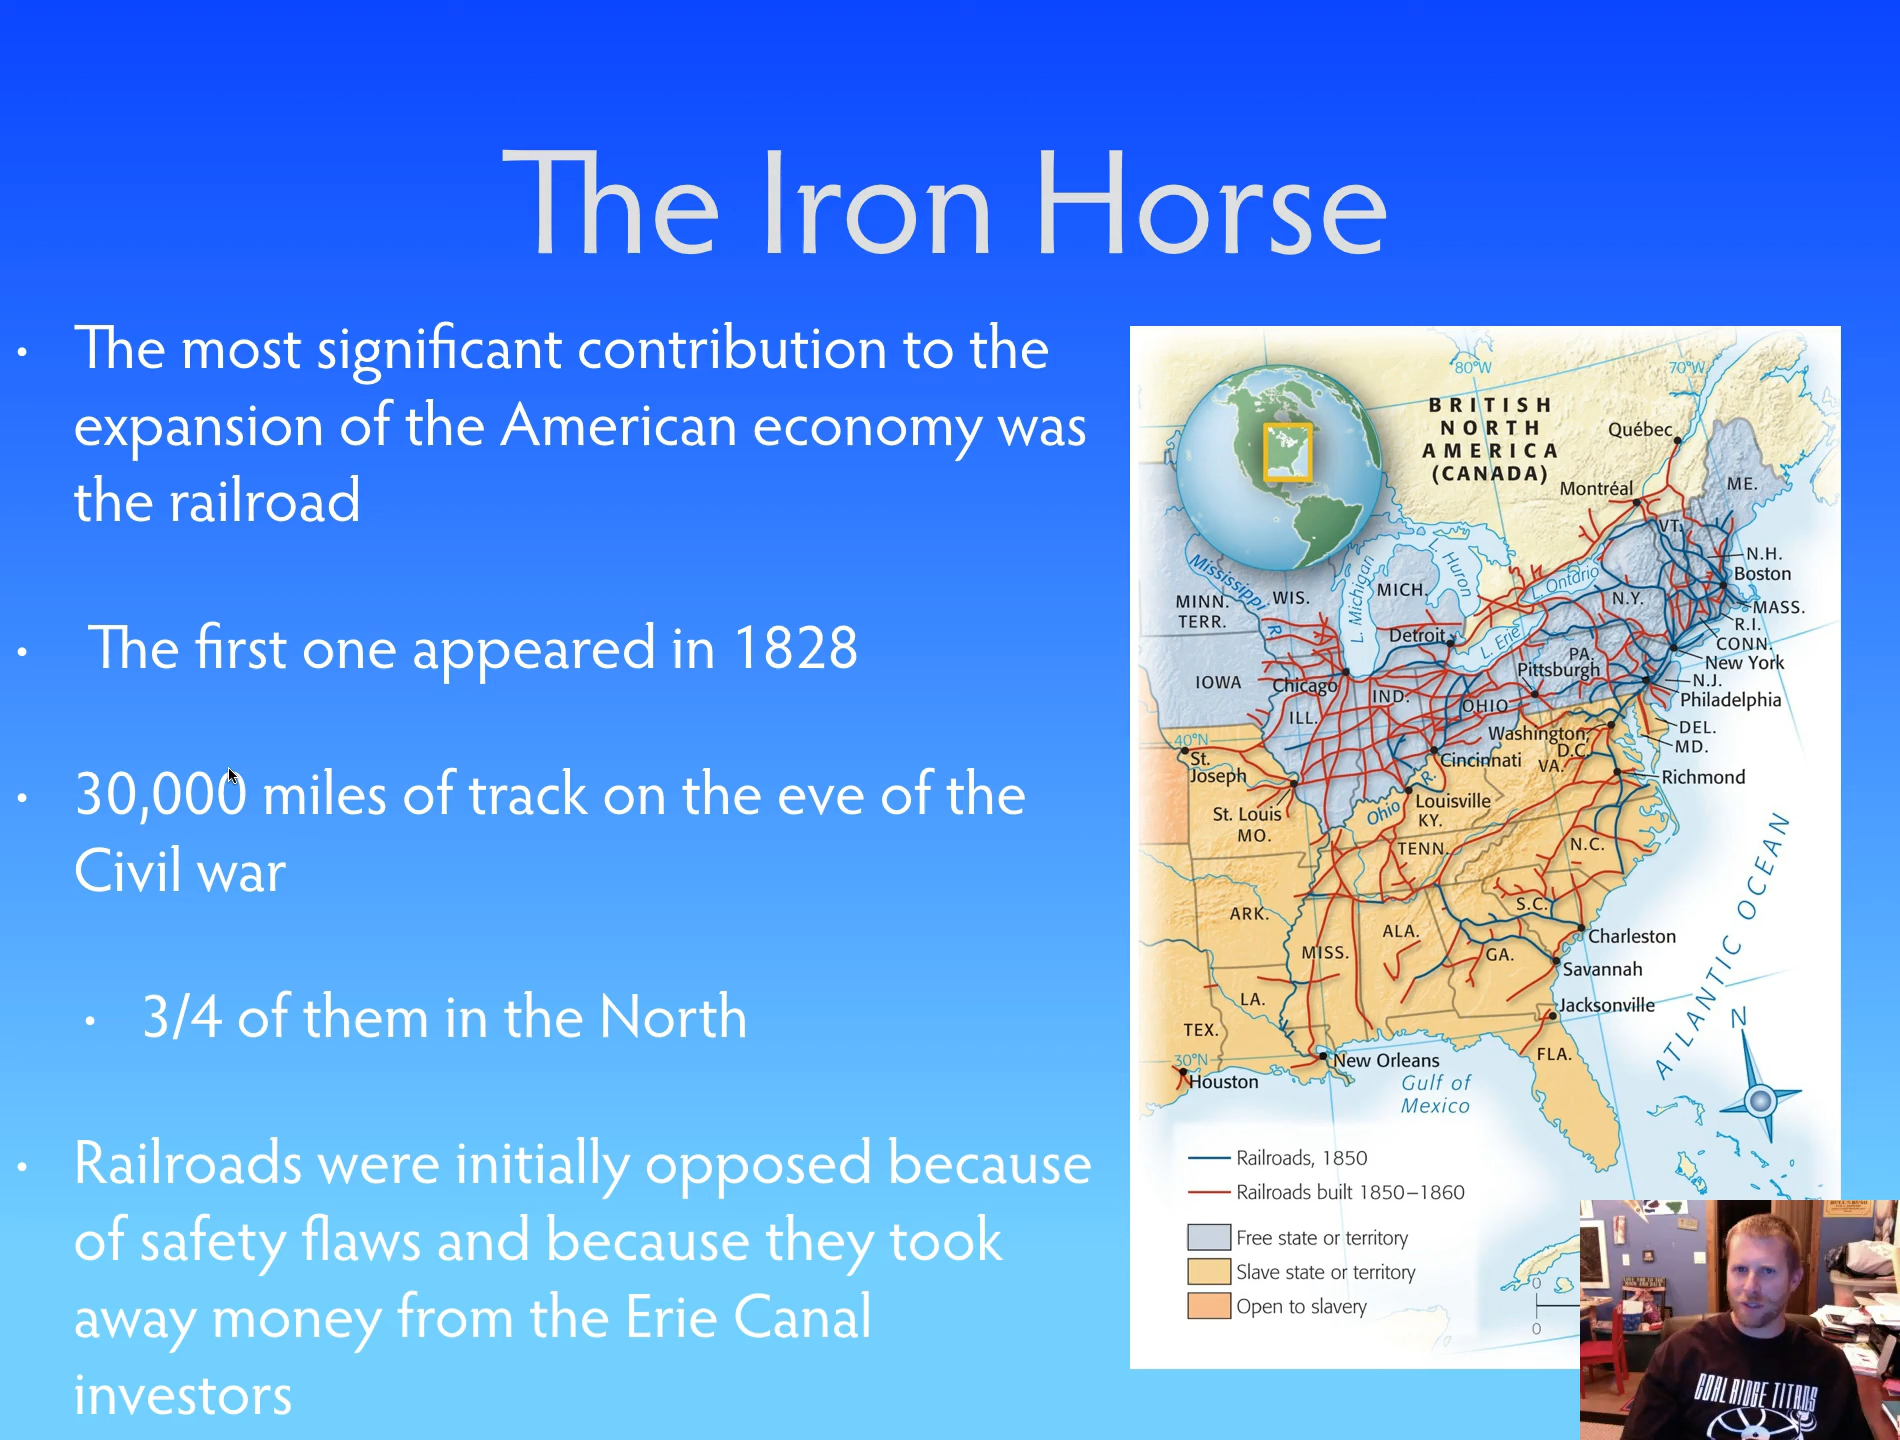 The Iron Horse
• The most significant contribution to the
expansion of the American economy was
the railroad
• The first one appeared in 1828
• 30,000 miles of track on the eve of the
Civil war
• 3/4 of them in the North
• Railroads were initially opposed because
of safety flaws and because they took
away money from the Erie Canal
investors
80°W
70°W
BRITISH
NORTH
AMERICA
(CANADA)
Québec
Montréal
ME.
VT.
N.H.
Boston
MASS.
R.I.
CONN.
New York
N.J.
Philadelphia
DEL.
MD.
Mississippi R.
MINN.
TERR.
WIS.
L. Michigan
MICH.
L. Huron
L. Ontario
N.Y.
Detroit
L. Erie
PA.
Pittsburgh
IOWA
Chicago
IND.
ILL.
OHIO
Washington,
D.C.
VA.
40°N
St.
Joseph
Cincinnati
Richmond
St. Louis
MO.
Ohio R.
Louisville
KY.
TENN.
N.C.
ARK.
S.C.
ALA.
MISS.
GA.
Charleston
Savannah
LA.
Jacksonville
TEX.
FLA.
30°N
Houston
New Orleans
Gulf of
Mexico
ATLANTIC OCEAN
N
Railroads, 1850
Railroads built 1850–1860
Free state or territory
Slave state or territory
Open to slavery
0
0
COAL RIDGE TITANS